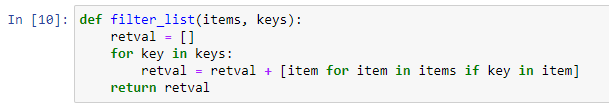 In [10]: def filter_list(items, keys):
    retval = []
    for key in keys:
        retval = retval + [item for item in items if key in item]
    return retval